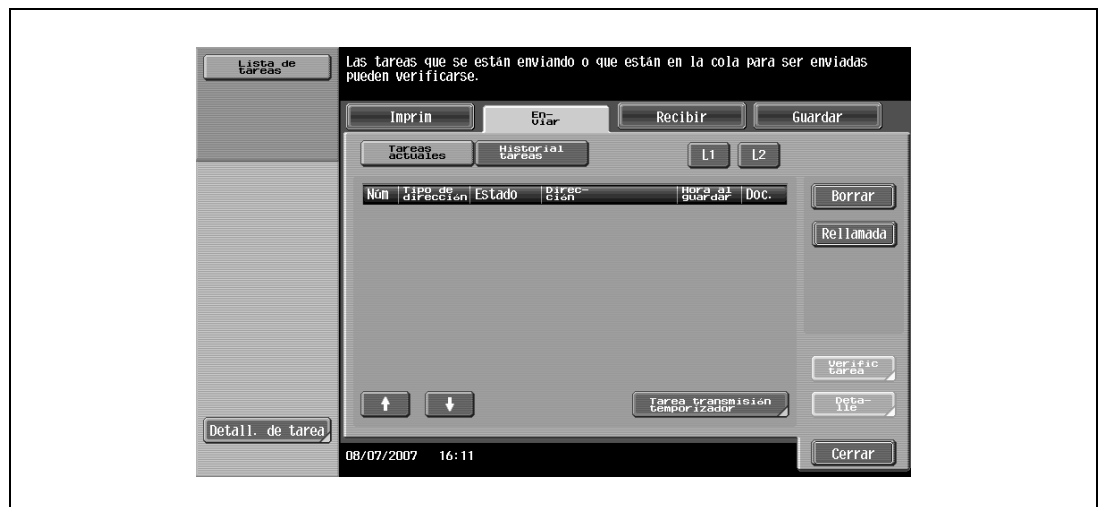 Lista de
tareas
Las tareas que se están enviando o que están en la cola para ser enviadas
pueden verificarse.
Imprim
En-
viar
Recibir
Guardar
Tareas
actuales
Historial
tareas
L1
L2
Núm
Tipo de
dirección
Estado
Direc-
ción
Hora al
guardar
Doc.
Borrar
Rellamada
Verific
tarea
Tarea transmisión
temporizador
Deta-
lle
Detall. de tarea
08/07/2007 16:11
Cerrar